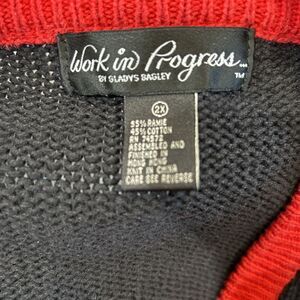 Work in Progress...
BY GLADYS BAGLEY
TM
2X
55% RAMIE
45% COTTON
RN 74572
ASSEMBLED AND
FINISHED IN
HONG KONG
KNIT IN CHINA
CARE SEE REVERSE